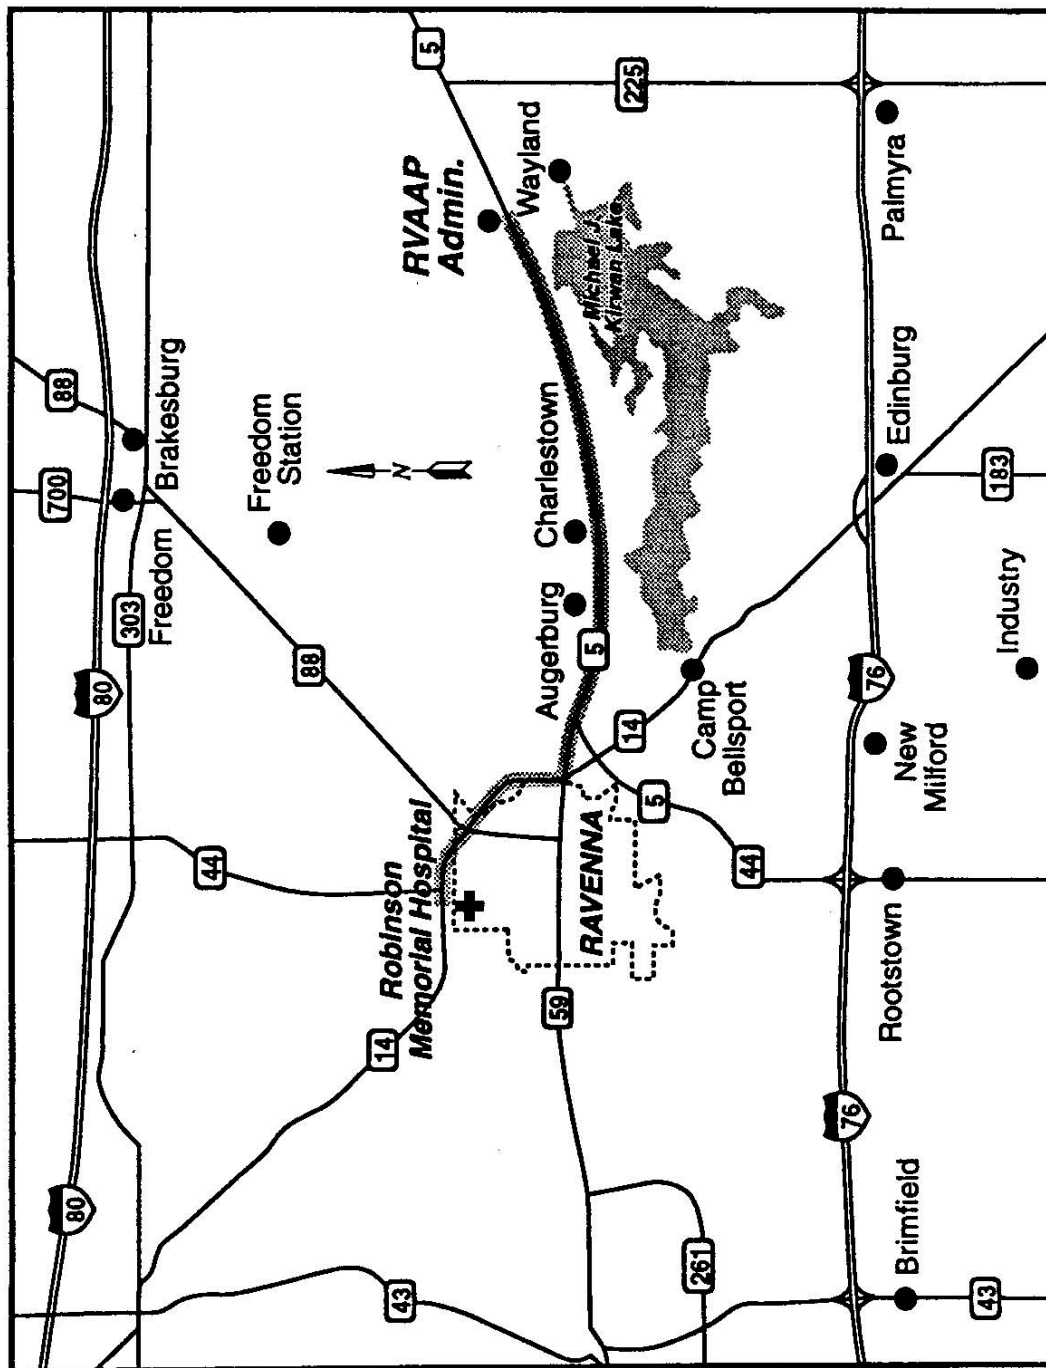 80
700
88
80
303
Freedom
Brakesburg
88
Freedom
Station
44
14
43
Robinson
Memorial Hospital
N
5
RVAAP
Admin.
59
RAVENNA
Augerburg
Charlestown
Wayland
5
Michael J.
Kirwan Lake
225
14
5
261
Camp
Bellsport
44
76
76
Brimfield
Rootstown
New
Milford
Edinburg
Palmyra
43
Industry
183